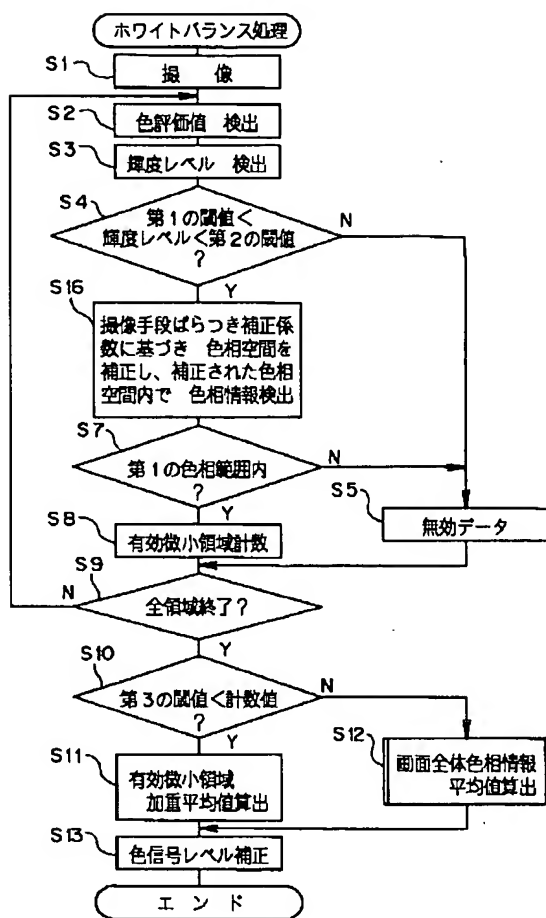 ホワイトバランス処理
S1
撮 像
S2
色評価値 検出
S3
輝度レベル 検出
S4
第1の閾値<
輝度レベル<第2の閾値
?
N
Y
S16
撮像手段ばらつき補正係
数に基づき 色相空間を
補正し、補正された色相
空間内で 色相情報検出
S7
第1の色相範囲内
?
N
Y
S5
無効データ
S8
有効微小領域計数
S9
N
全領域終了?
Y
S10
第3の閾値<計数値
?
N
Y
S11
有効微小領域
加重平均値算出
S12
画面全体色相情報
平均値算出
S13
色信号レベル補正
エ ン ド